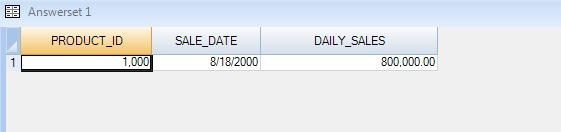 Answerset 1
PRODUCT_ID SALE_DATE DAILY_SALES
1 1,000 8/18/2000 800,000.00